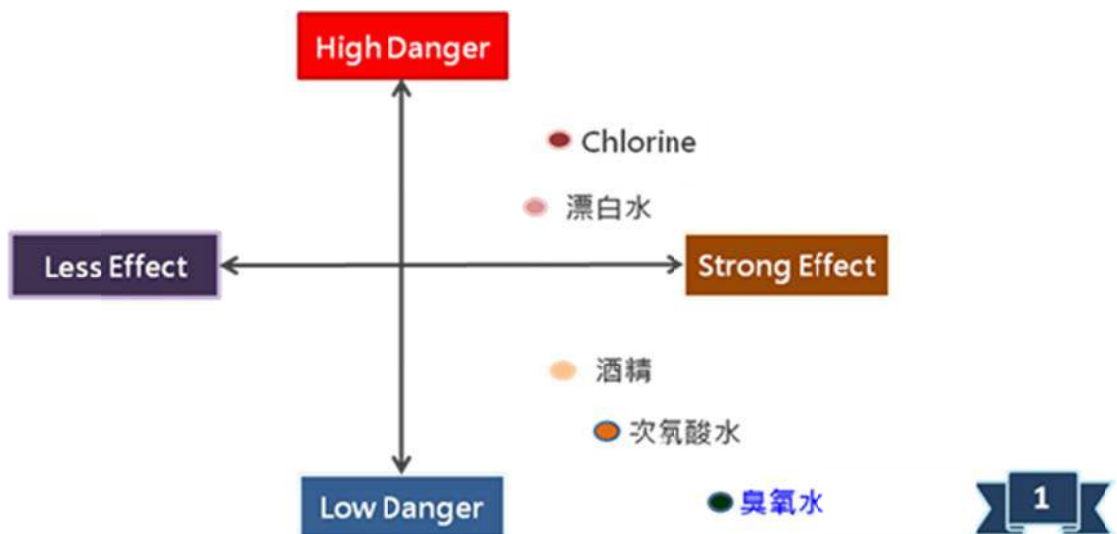 High Danger
Chlorine
漂白水
Less Effect
Strong Effect
酒精
次氛酸水
Low Danger
臭氧水
1